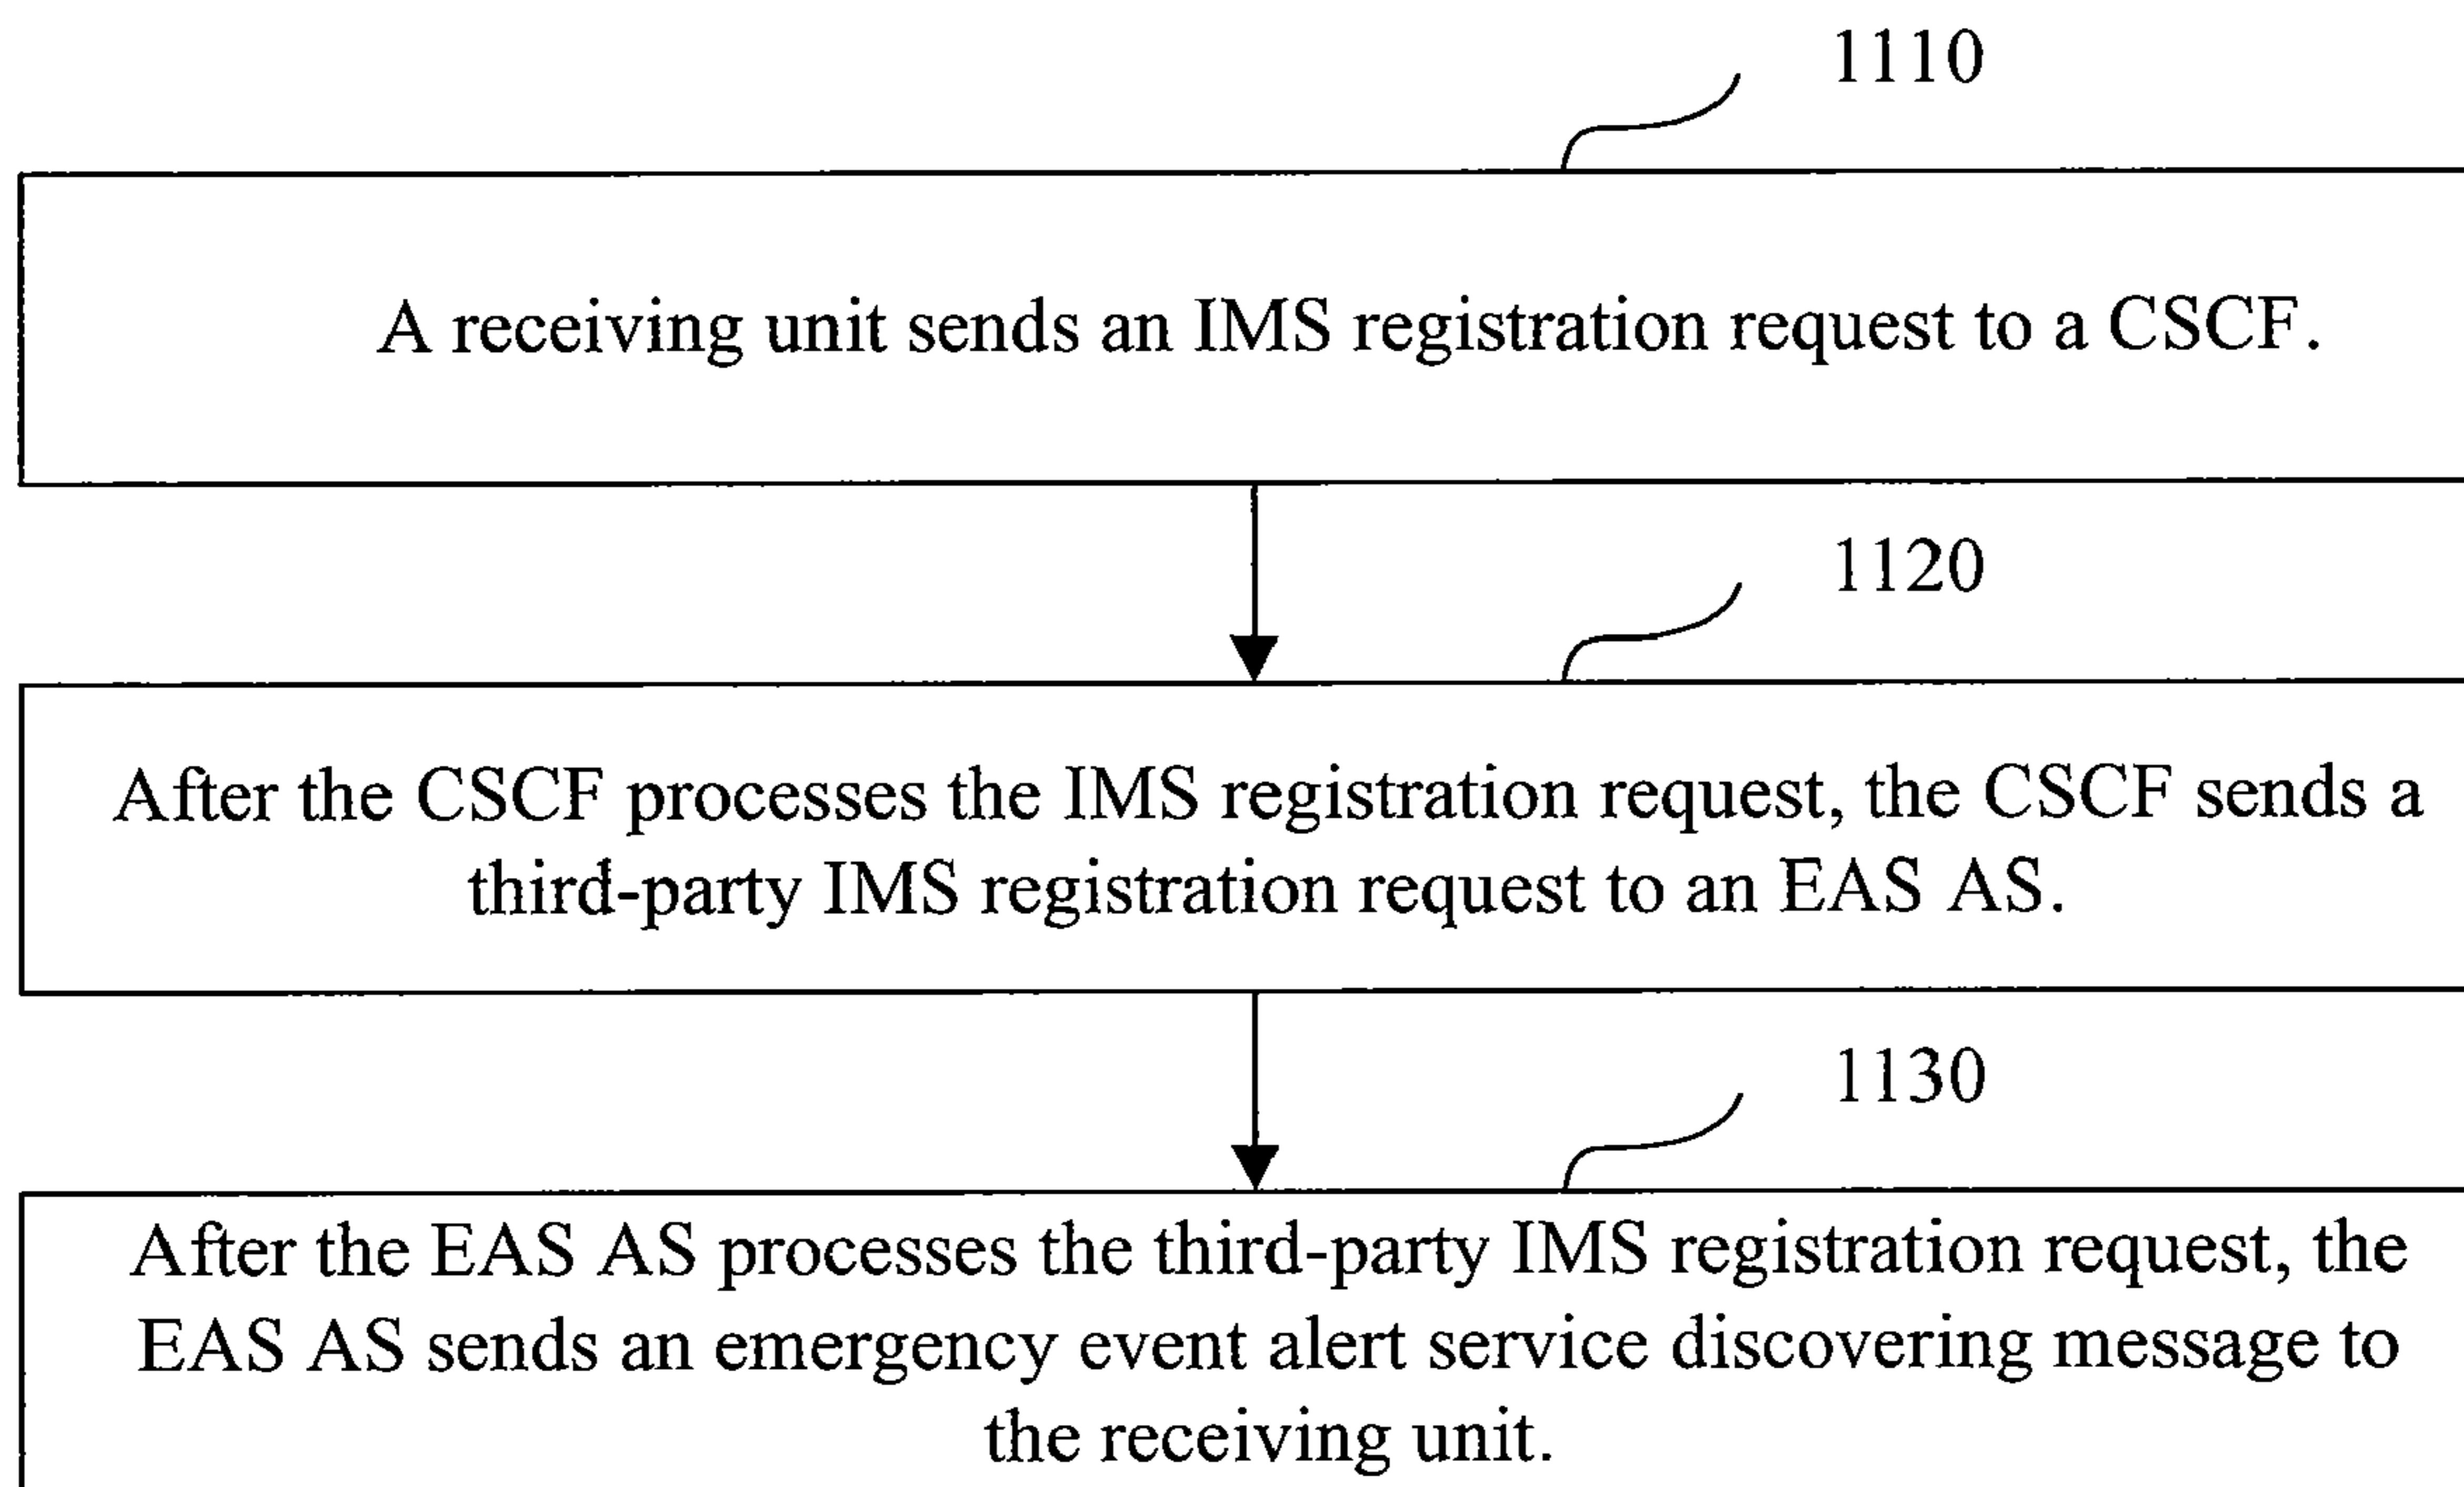 1110
A receiving unit sends an IMS registration request to a CSCF.
1120
After the CSCF processes the IMS registration request, the CSCF sends a
third-party IMS registration request to an EAS AS.
1130
After the EAS AS processes the third-party IMS registration request, the
EAS AS sends an emergency event alert service discovering message to
the receiving unit.